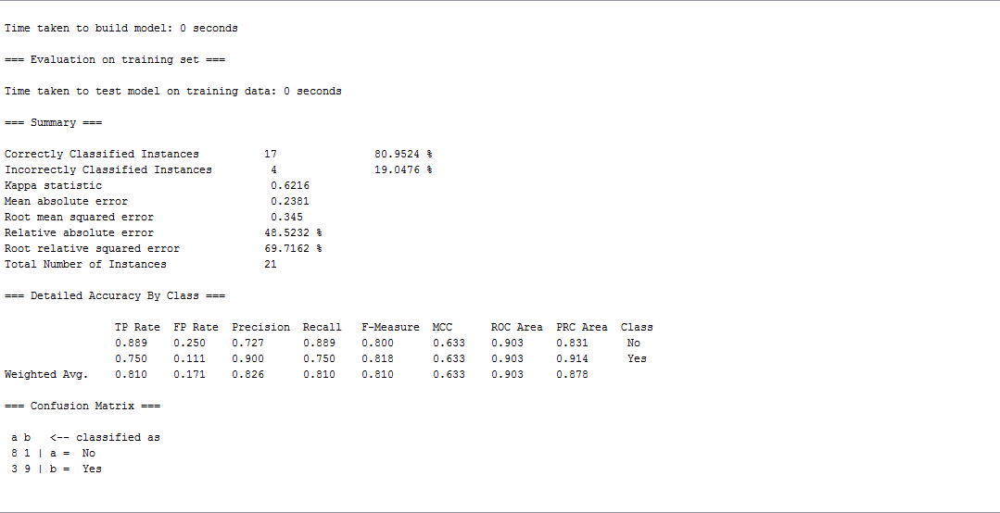 Time taken to build model: 0 seconds
=== Evaluation on training set ===
Time taken to test model on training data: 0 seconds
=== Summary ===
Correctly Classified Instances          17               80.9524 %
Incorrectly Classified Instances         4               19.0476 %
Kappa statistic                          0.6216
Mean absolute error                      0.2381
Root mean squared error                  0.345
Relative absolute error                 48.5232 %
Root relative squared error             69.7162 %
Total Number of Instances               21
=== Detailed Accuracy By Class ===
                 TP Rate  FP Rate  Precision  Recall   F-Measure  MCC      ROC Area  PRC Area  Class
                 0.889    0.250    0.727      0.889    0.800      0.633    0.903     0.831      No
                 0.750    0.111    0.900      0.750    0.818      0.633    0.903     0.914      Yes
Weighted Avg.    0.810    0.171    0.826      0.810    0.810      0.633    0.903     0.878
=== Confusion Matrix ===
 a b   <-- classified as
 8 1 | a =  No
 3 9 | b =  Yes